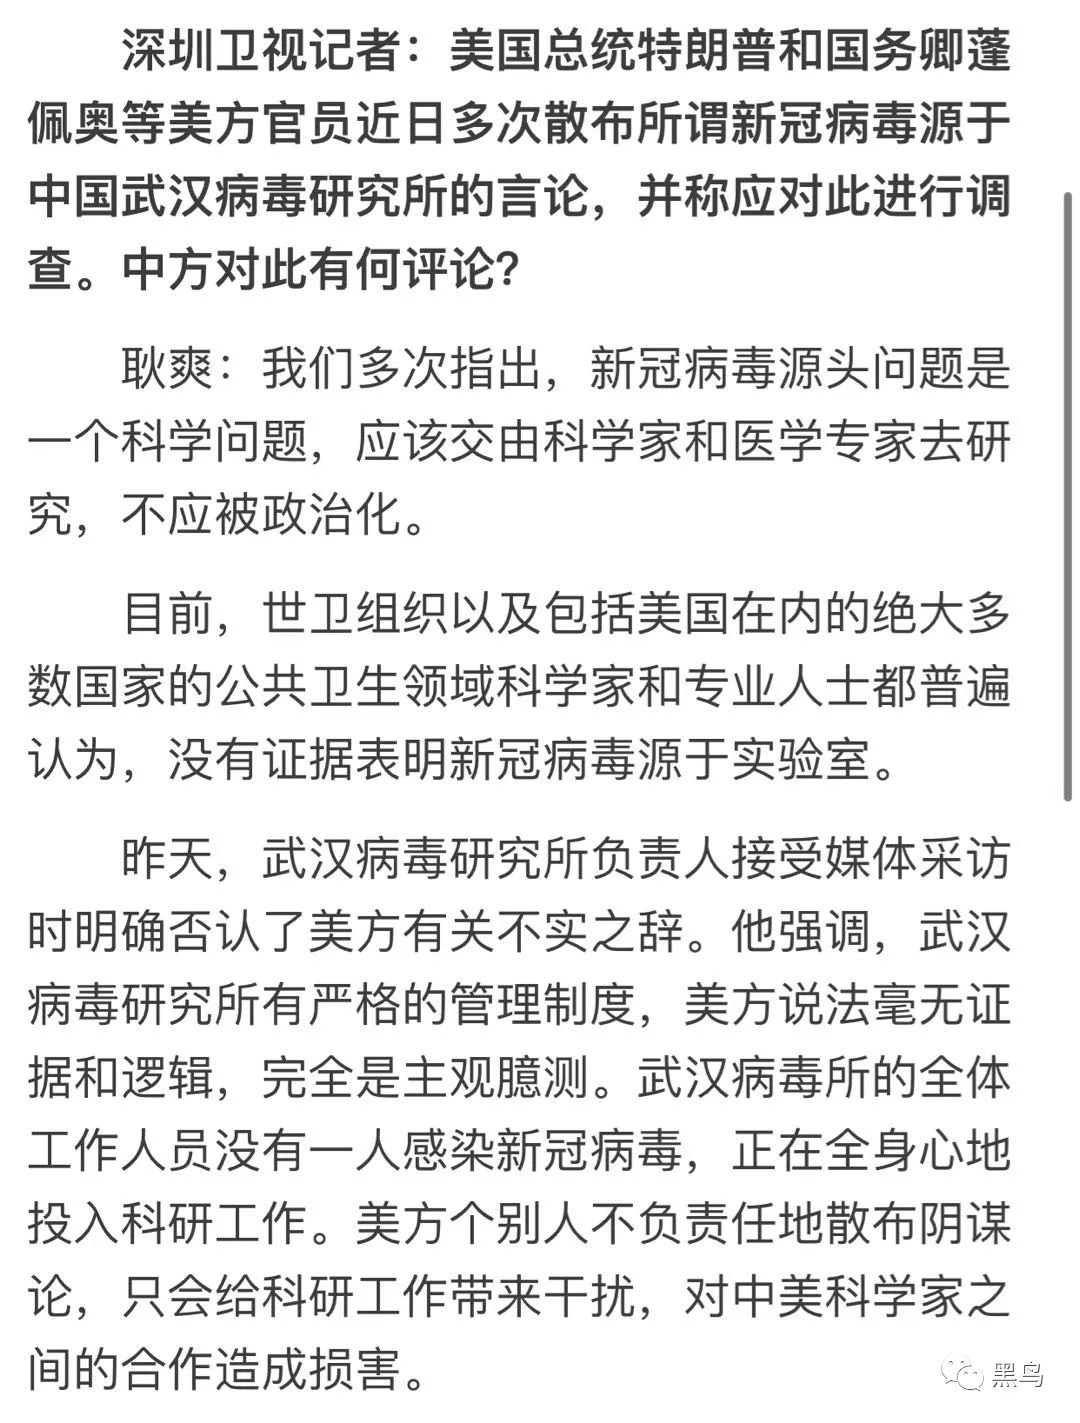 深圳卫视记者：美国总统特朗普和国务卿蓬
佩奥等美方官员近日多次散布所谓新冠病毒源于
中国武汉病毒研究所的言论，并称应对此进行调
查。中方对此有何评论？
耿爽：我们多次指出，新冠病毒源头问题是
一个科学问题，应该交由科学家和医学专家去研
究，不应被政治化。
目前，世卫组织以及包括美国在内的绝大多
数国家的公共卫生领域科学家和专业人士都普遍
认为，没有证据表明新冠病毒源于实验室。
昨天，武汉病毒研究所负责人接受媒体采访
时明确否认了美方有关不实之辞。他强调，武汉
病毒研究所有严格的管理制度，美方说法毫无证
据和逻辑，完全是主观臆测。武汉病毒所的全体
工作人员没有一人感染新冠病毒，正在全身心地
投入科研工作。美方个别人不负责任地散布阴谋
论，只会给科研工作带来干扰，对中美科学家之
间的合作造成损害。
黑鸟